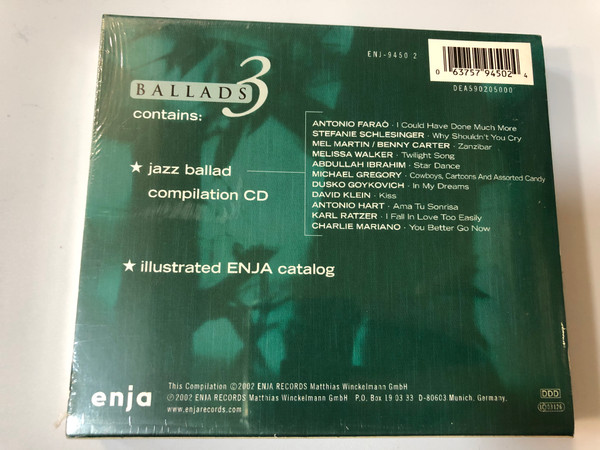 ENJ-9450 2
0 63757 94502 4
DEA590205000
BALLADS 3
contains:
★ jazz ballad
compilation CD
ANTONIO FARAÒ · I Could Have Done Much More
STEFANIE SCHLESINGER · Why Shouldn't You Cry
MEL MARTIN / BENNY CARTER · Zanzibar
MELISSA WALKER · Twilight Song
ABDULLAH IBRAHIM · Star Dance
MICHAEL GREGORY · Cowboys, Cartoons And Assorted Candy
DUSKO GOYKOVICH · In My Dreams
DAVID KLEIN · Kiss
ANTONIO HART · Ama Tu Sonrisa
KARL RATZER · I Fall In Love Too Easily
CHARLIE MARIANO · You Better Go Now
★ illustrated ENJA catalog
enja
This Compilation ©2002 ENJA RECORDS Matthias Winckelmann GmbH
℗2002 ENJA RECORDS Matthias Winckelmann GmbH P.O. Box 19 03 33 D-80603 Munich, Germany.
www.enjarecords.com
DDD